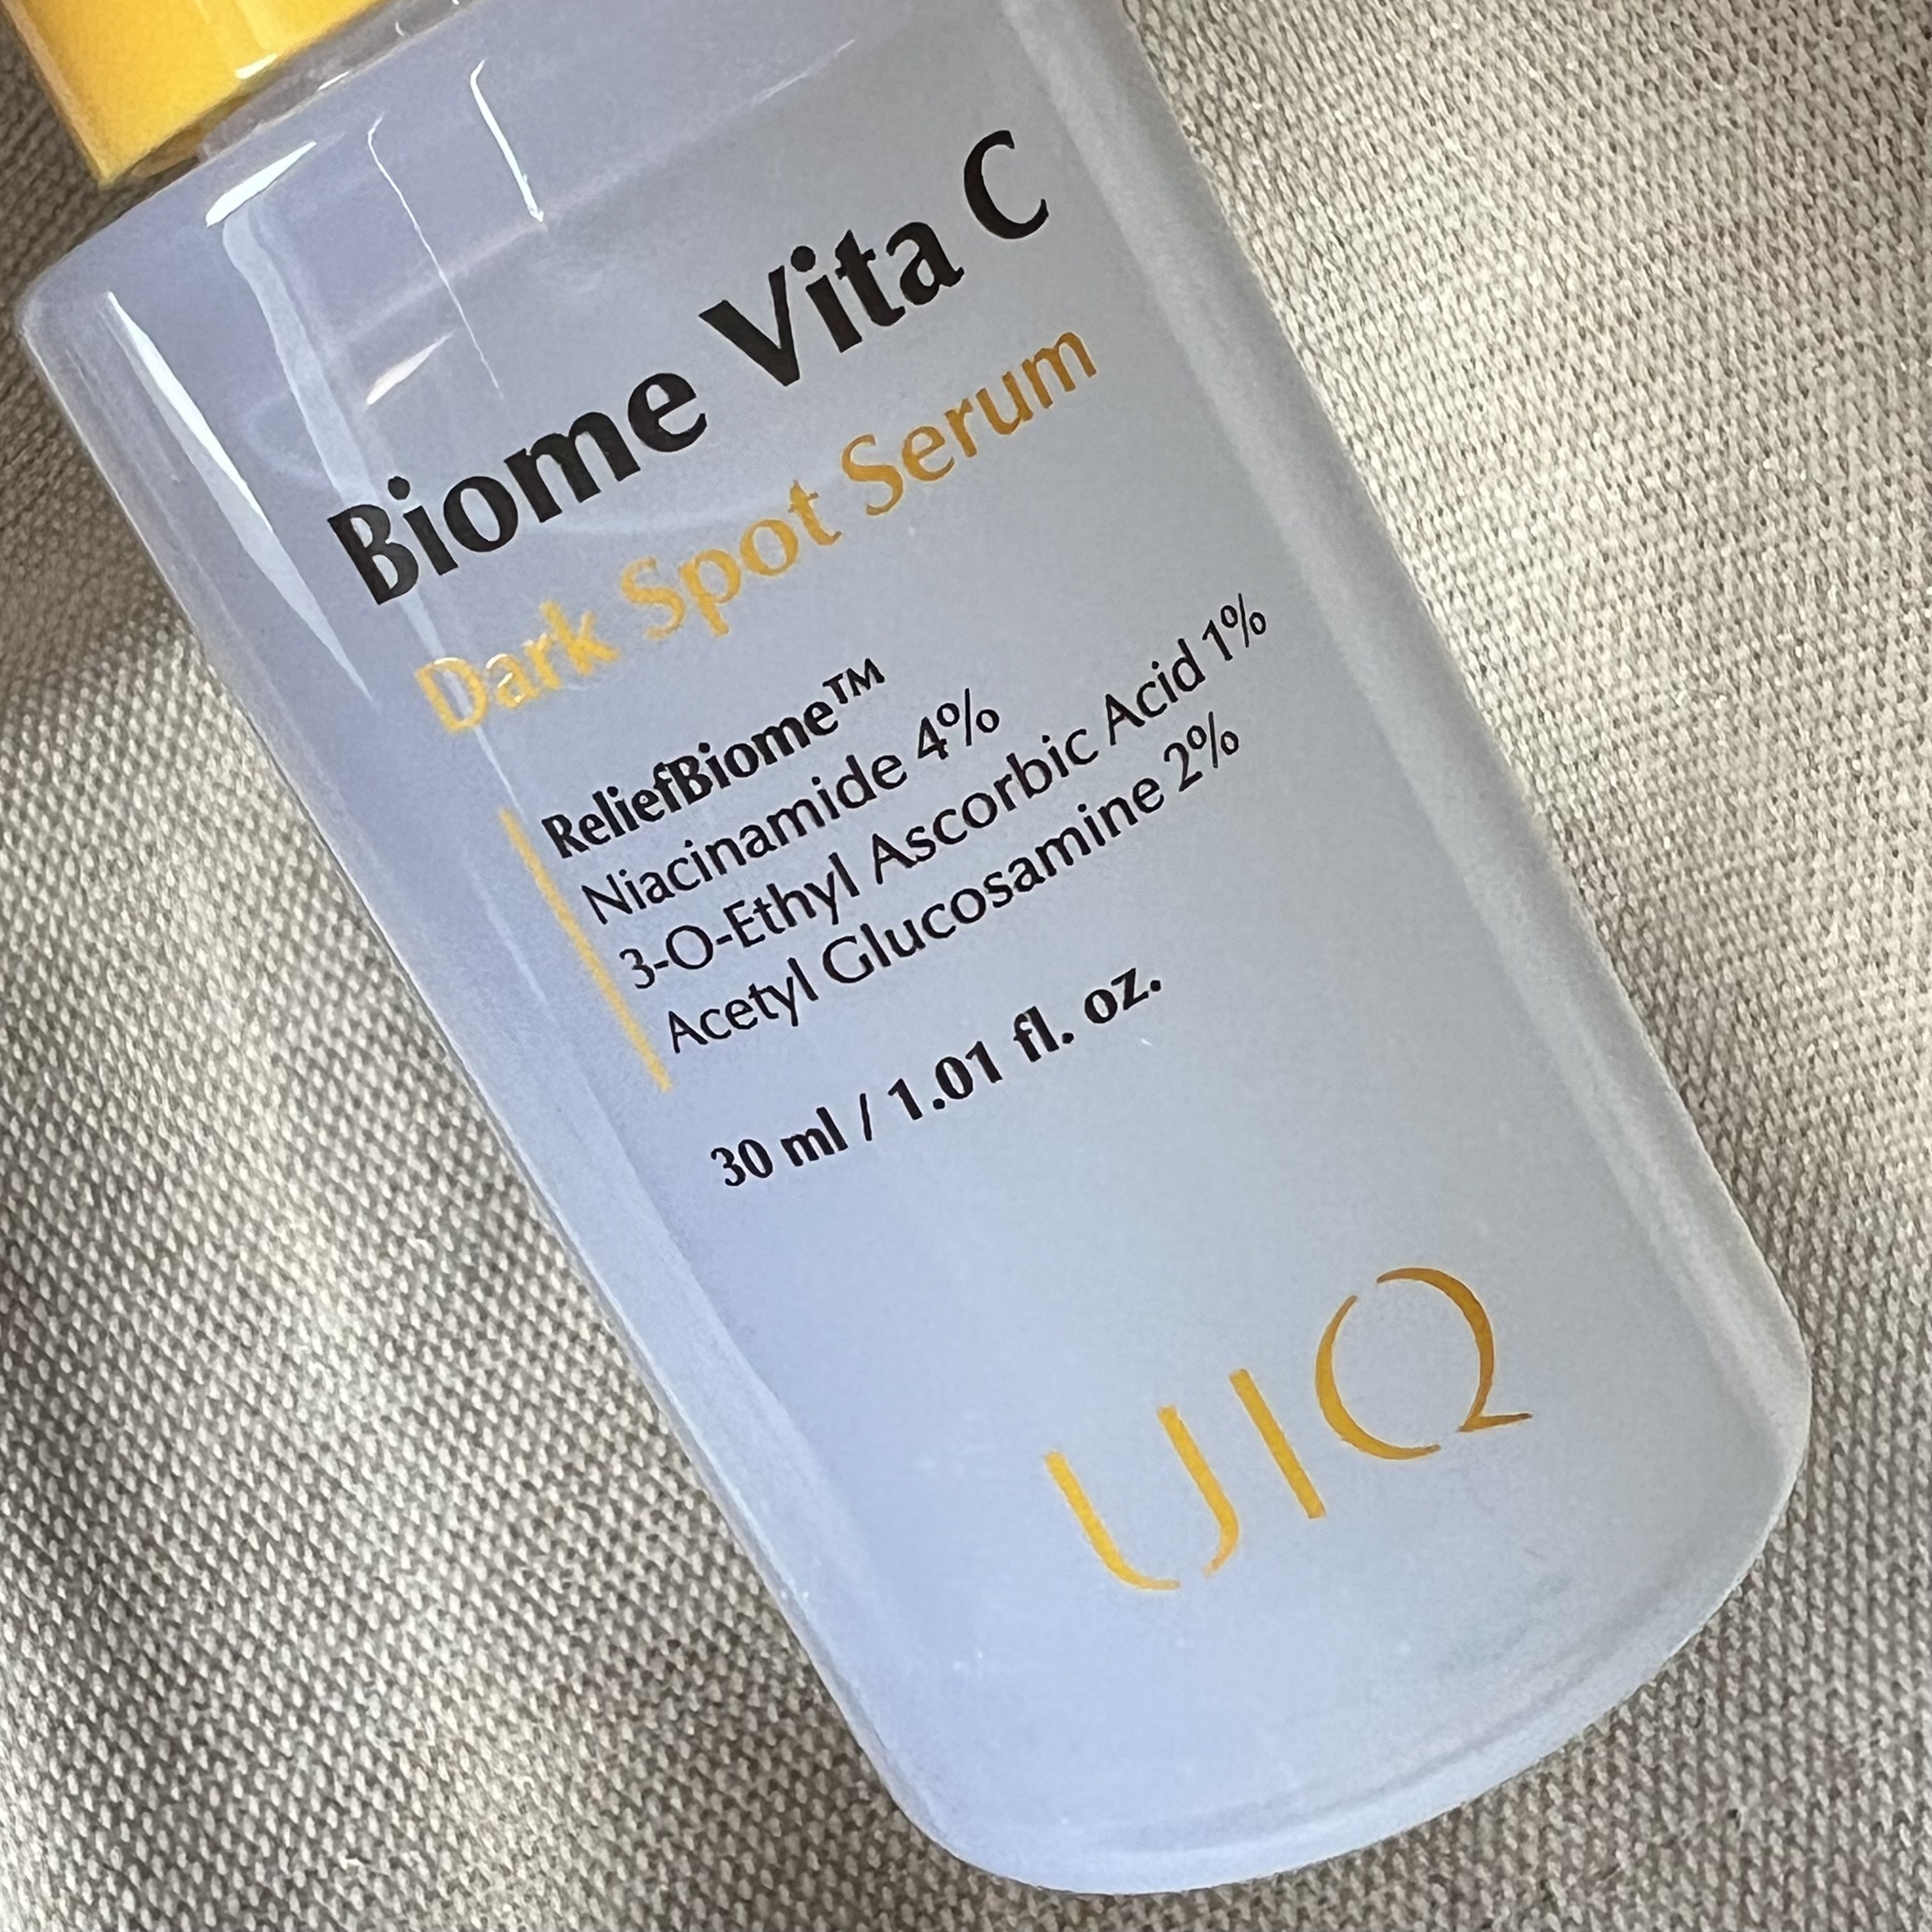 Biome Vita C
Dark Spot Serum
ReliefBiome™
Niacinamide 4%
3-O-Ethyl Ascorbic Acid 1%
Acetyl Glucosamine 2%
30 ml / 1.01 fl. oz.
UIQ